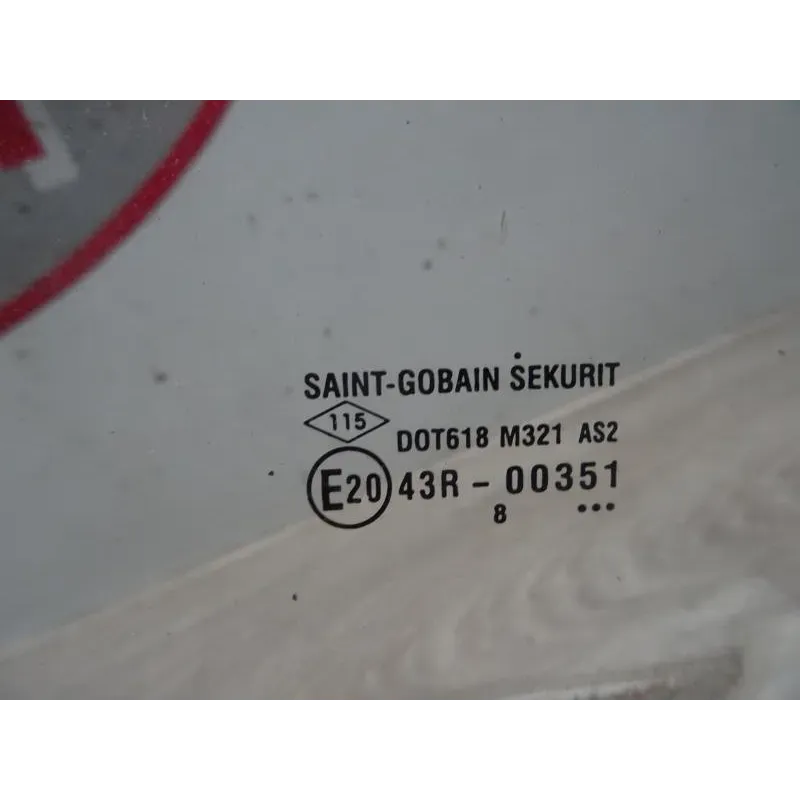 SAINT-GOBAIN SEKURIT
115
DOT618 M321 AS2
E20 43R - 00351
8 •••